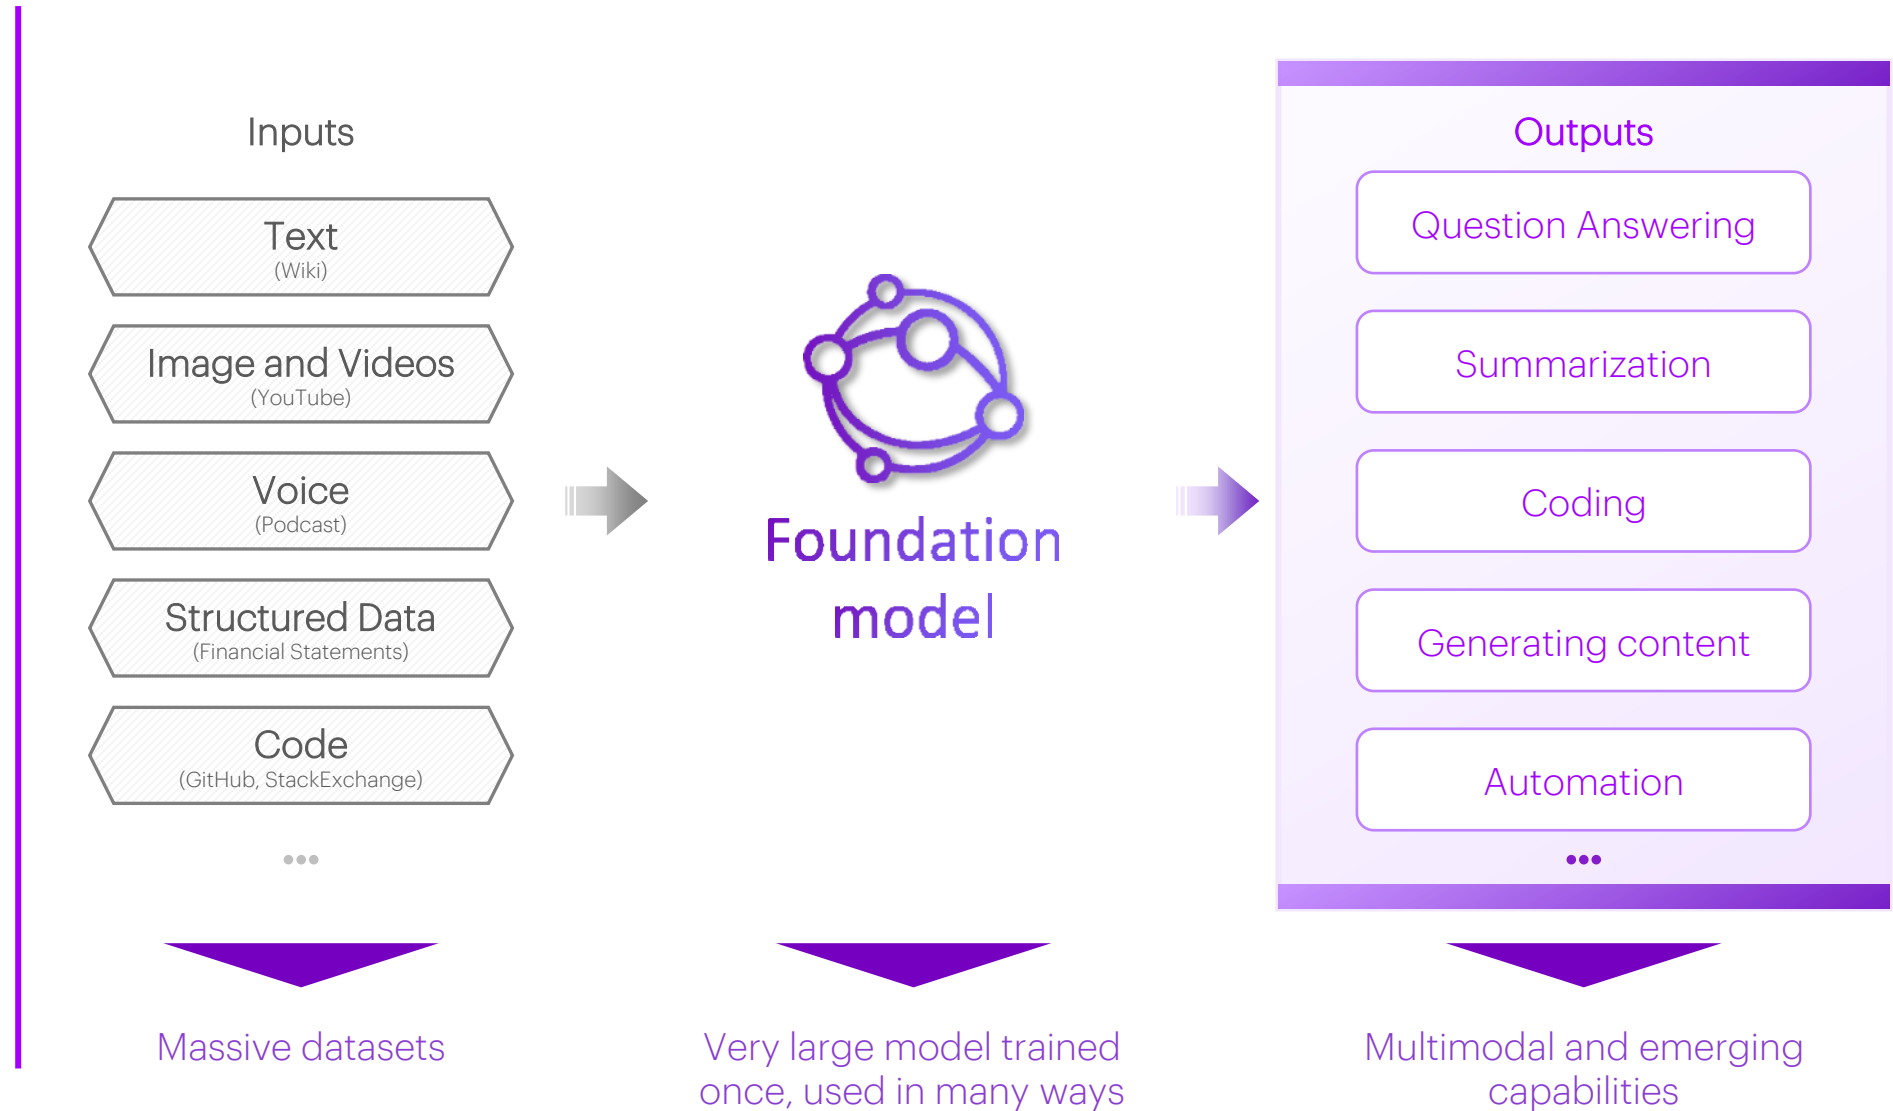 Inputs
Text
(Wiki)
Image and Videos
(YouTube)
Voice
(Podcast)
Structured Data
(Financial Statements)
Code
(GitHub, StackExchange)
•••
Massive datasets
Foundation
model
Very large model trained
once, used in many ways
Outputs
Question Answering
Summarization
Coding
Generating content
Automation
•••
Multimodal and emerging
capabilities